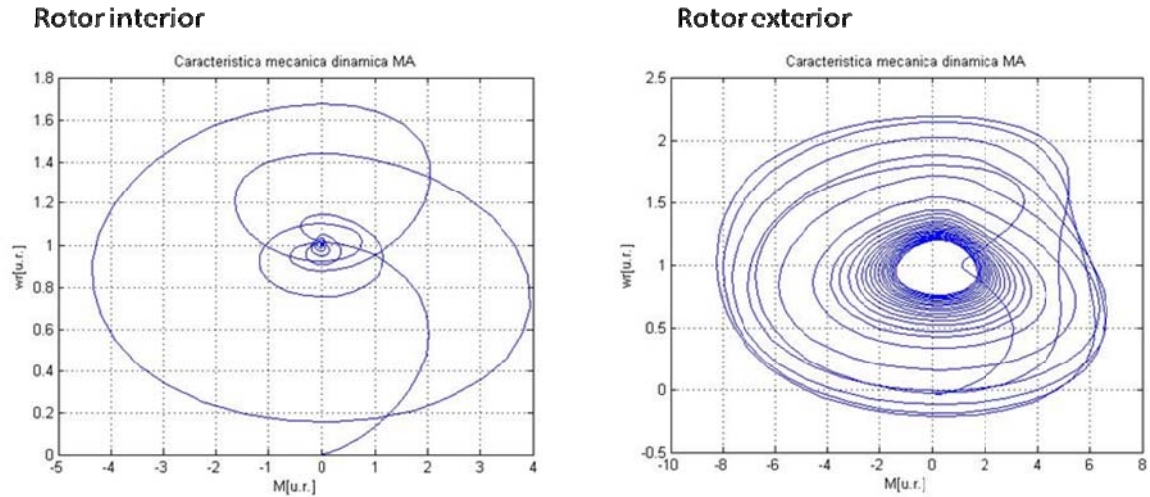 Rotor interior
Rotor exterior
Caracteristica mecanica dinamica MA
1.8
1.6
1.4
1.2
1
0.8
0.6
0.4
0.2
0
wr[u.r.]
-5 -4 -3 -2 -1 0 1 2 3 4
M[u.r.]
Caracteristica mecanica dinamica MA
2.5
2
1.5
1
0.5
0
-0.5
wr[u.r.]
-10 -8 -6 -4 -2 0 2 4 6 8
M[u.r.]